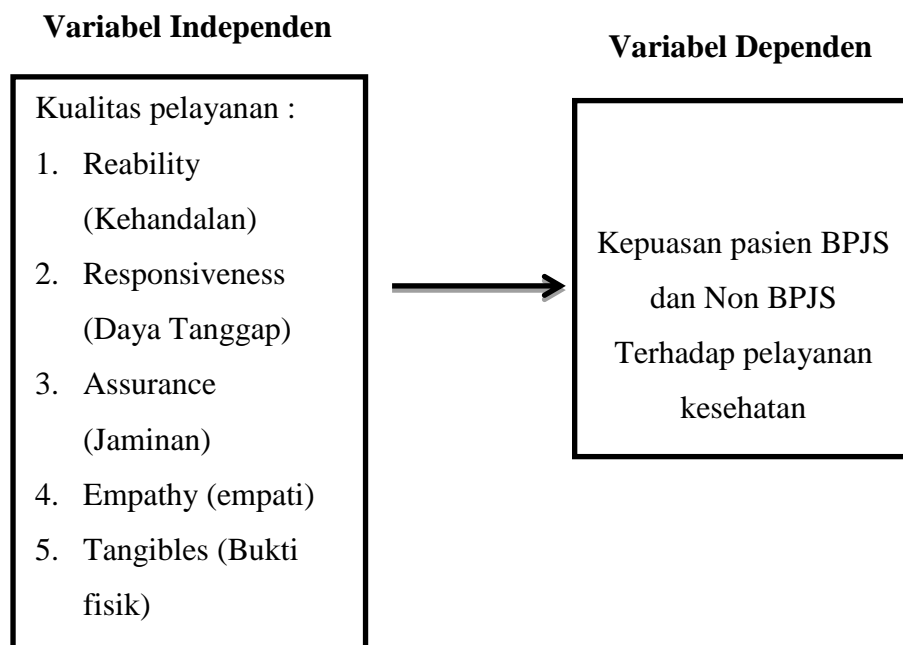 Variabel Independen
Kualitas pelayanan :
1. Reability
(Kehandalan)
2. Responsiveness
(Daya Tanggap)
3. Assurance
(Jaminan)
4. Empathy (empati)
5. Tangibles (Bukti
fisik)
Variabel Dependen
Kepuasan pasien BPJS
dan Non BPJS
Terhadap pelayanan
kesehatan